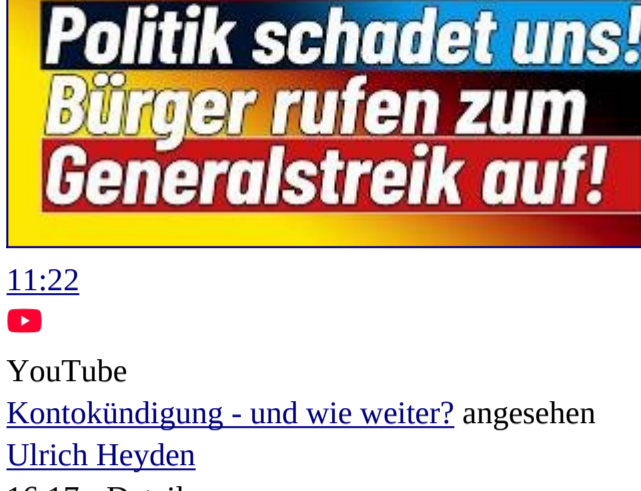 Politik schadet uns!
Bürger rufen zum
Generalstreik auf!
11:22
YouTube
Kontokündigung - und wie weiter? angesehen
Ulrich Heyden